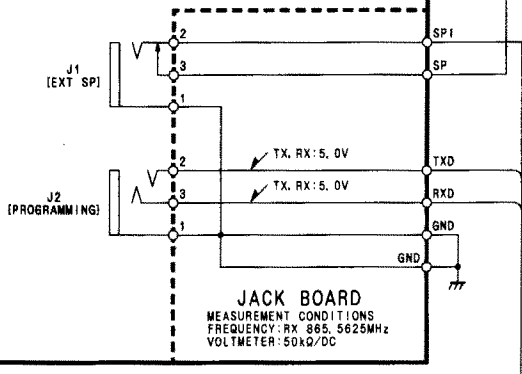 2
SP1
J1
[EXT SP]
3
SP
1
TX, RX:5, 0V
2
TXD
J2
[PROGRAMMING]
TX, RX:5, 0V
3
RXD
1
GND
GND
JACK BOARD
MEASUREMENT CONDITIONS
FREQUENCY:RX 865, 5625MHz
VOLTMETER:50kΩ/DC